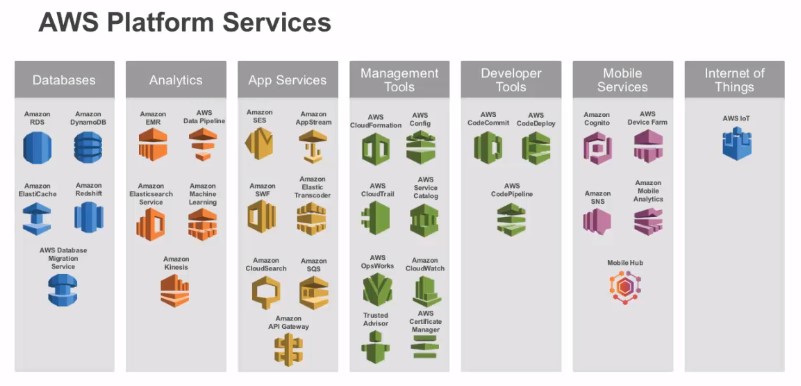 AWS Platform Services
Databases
Amazon
RDS
Amazon
DynamoDB
Amazon
ElastiCache
Amazon
Redshift
AWS Database
Migration
Service
Analytics
Amazon
EMR
AWS
Data Pipeline
Amazon
Elasticsearch
Service
Amazon
Machine
Learning
Amazon
Kinesis
App Services
Amazon
SES
Amazon
AppStream
Amazon
SWF
Amazon
Elastic
Transcoder
Amazon
CloudSearch
Amazon
SQS
Amazon
API Gateway
Management
Tools
AWS
CloudFormation
AWS
Config
AWS
CloudTrail
AWS
Service
Catalog
AWS
OpsWorks
Amazon
CloudWatch
Trusted
Advisor
AWS
Certificate
Manager
Developer
Tools
AWS
CodeCommit
AWS
CodeDeploy
AWS
CodePipeline
Mobile
Services
Amazon
Cognito
AWS
Device Farm
Amazon
SNS
Amazon
Mobile
Analytics
Mobile Hub
Internet of
Things
AWS IoT